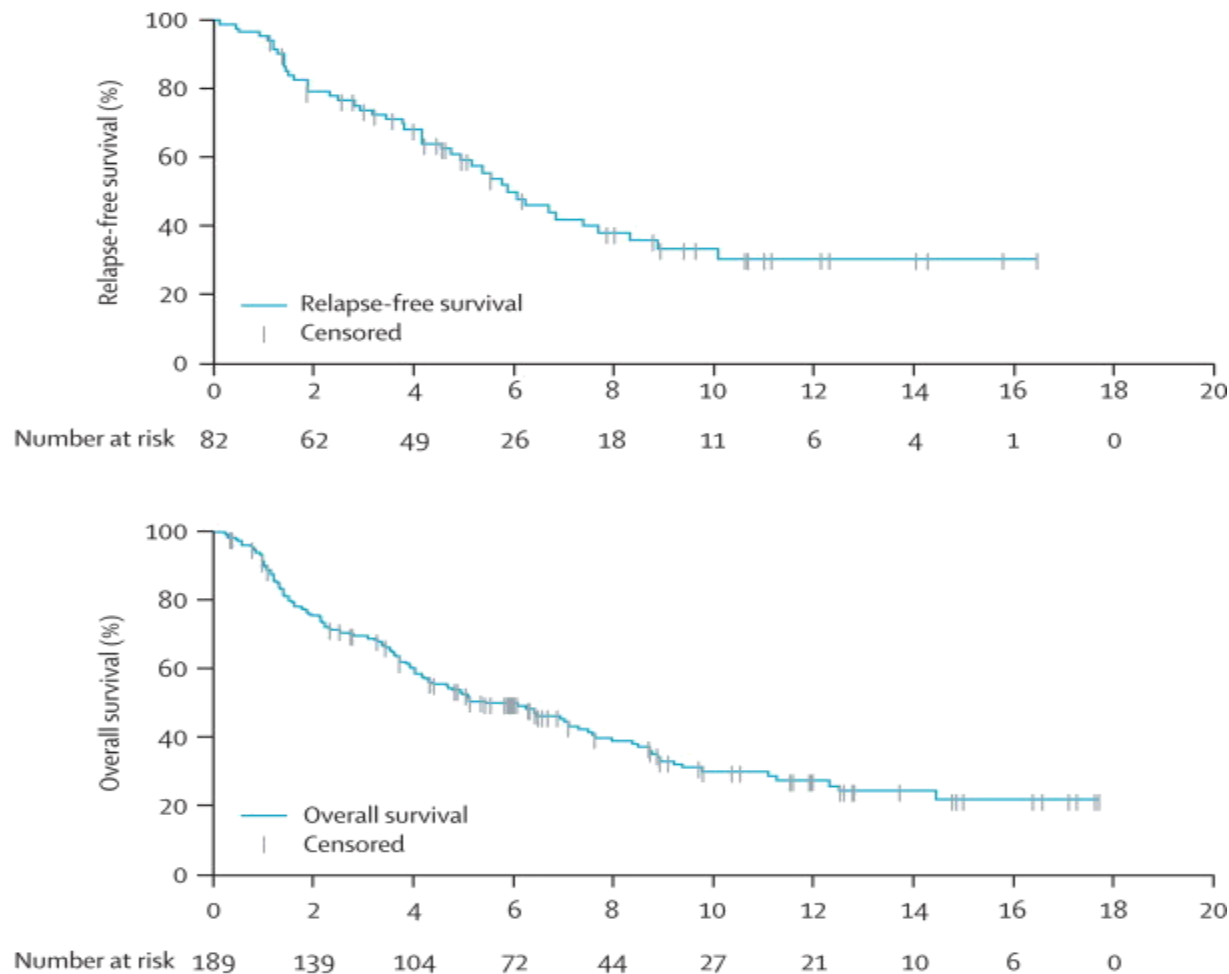 Relapse-free survival (%)
100
80
60
40
20
0
Relapse-free survival
Censored
0 2 4 6 8 10 12 14 16 18 20
Number at risk 82 62 49 26 18 11 6 4 1 0
Overall survival (%)
100
80
60
40
20
0
Overall survival
Censored
0 2 4 6 8 10 12 14 16 18 20
Number at risk 189 139 104 72 44 27 21 10 6 0